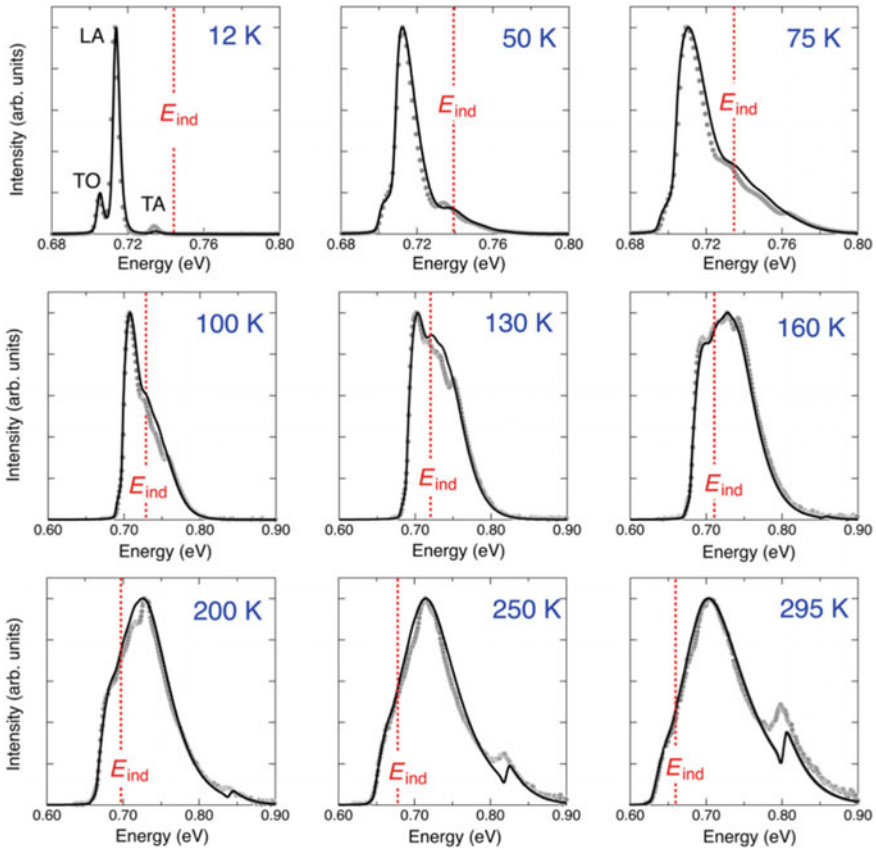 12 K
50 K
75 K
LA
TO
TA
E_ind
E_ind
E_ind
Intensity (arb. units)
0.68 0.72 0.76 0.80
0.68 0.72 0.76 0.80
0.68 0.72 0.76 0.80
Energy (eV)
Energy (eV)
Energy (eV)
100 K
130 K
160 K
E_ind
E_ind
E_ind
Intensity (arb. units)
0.60 0.70 0.80 0.90
0.60 0.70 0.80 0.90
0.60 0.70 0.80 0.90
Energy (eV)
Energy (eV)
Energy (eV)
200 K
250 K
295 K
E_ind
E_ind
E_ind
Intensity (arb. units)
0.60 0.70 0.80 0.90
0.60 0.70 0.80 0.90
0.60 0.70 0.80 0.90
Energy (eV)
Energy (eV)
Energy (eV)